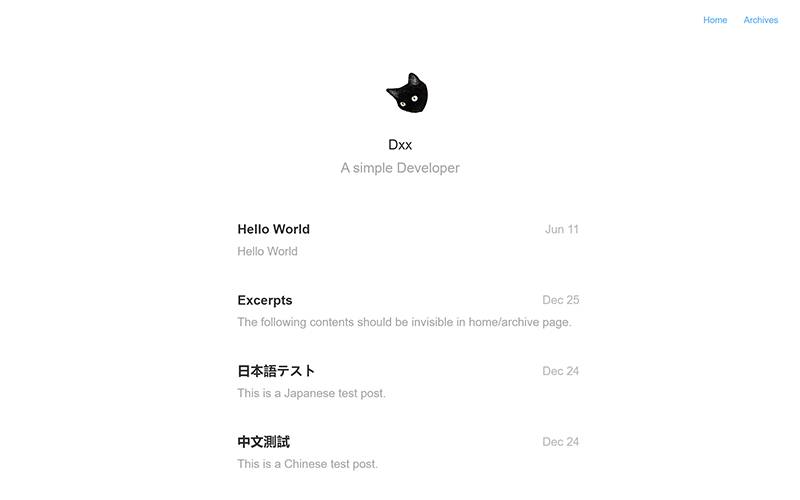 Home Archives
Dxx
A simple Developer
Hello World Jun 11
Hello World
Excerpts Dec 25
The following contents should be invisible in home/archive page.
日本語テスト Dec 24
This is a Japanese test post.
中文測試 Dec 24
This is a Chinese test post.